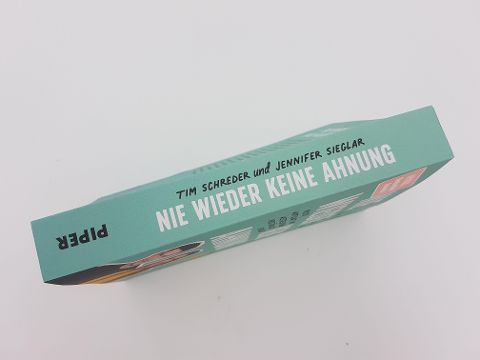 TIM SCHREDER und JENNIFER SIEGLAR
NIE WIEDER KEINE AHNUNG
PIPER